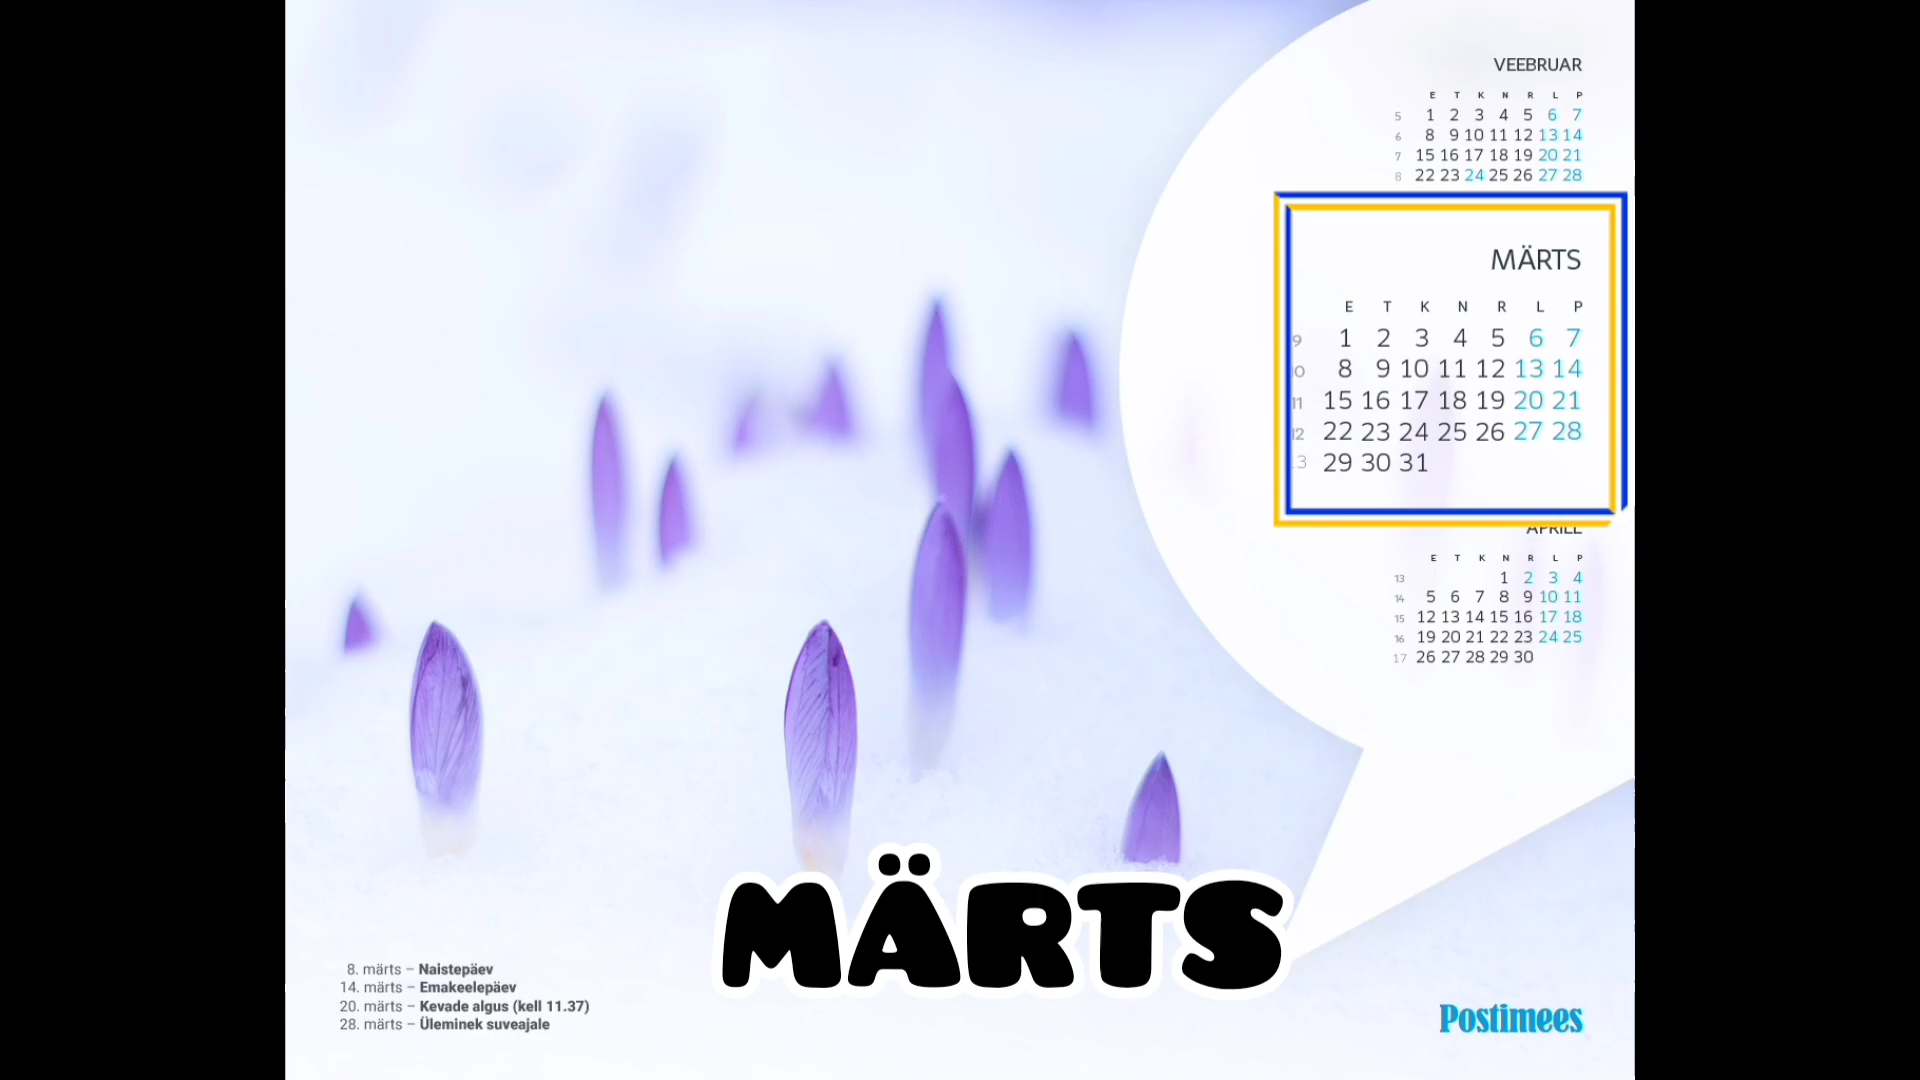 VEEBRUAR
E T K N R L P
5 1 2 3 4 5 6 7
6 8 9 10 11 12 13 14
7 15 16 17 18 19 20 21
8 22 23 24 25 26 27 28
MÄRTS
E T K N R L P
9 1 2 3 4 5 6 7
0 8 9 10 11 12 13 14
11 15 16 17 18 19 20 21
12 22 23 24 25 26 27 28
3 29 30 31
APRILL
E T K N R L P
13 1 2 3 4
14 5 6 7 8 9 10 11
15 12 13 14 15 16 17 18
16 19 20 21 22 23 24 25
17 26 27 28 29 30
MÄRTS
8. märts – Naistepäev
14. märts – Emakeelepäev
20. märts – Kevade algus (kell 11.37)
28. märts – Üleminek suveajale
Postimees